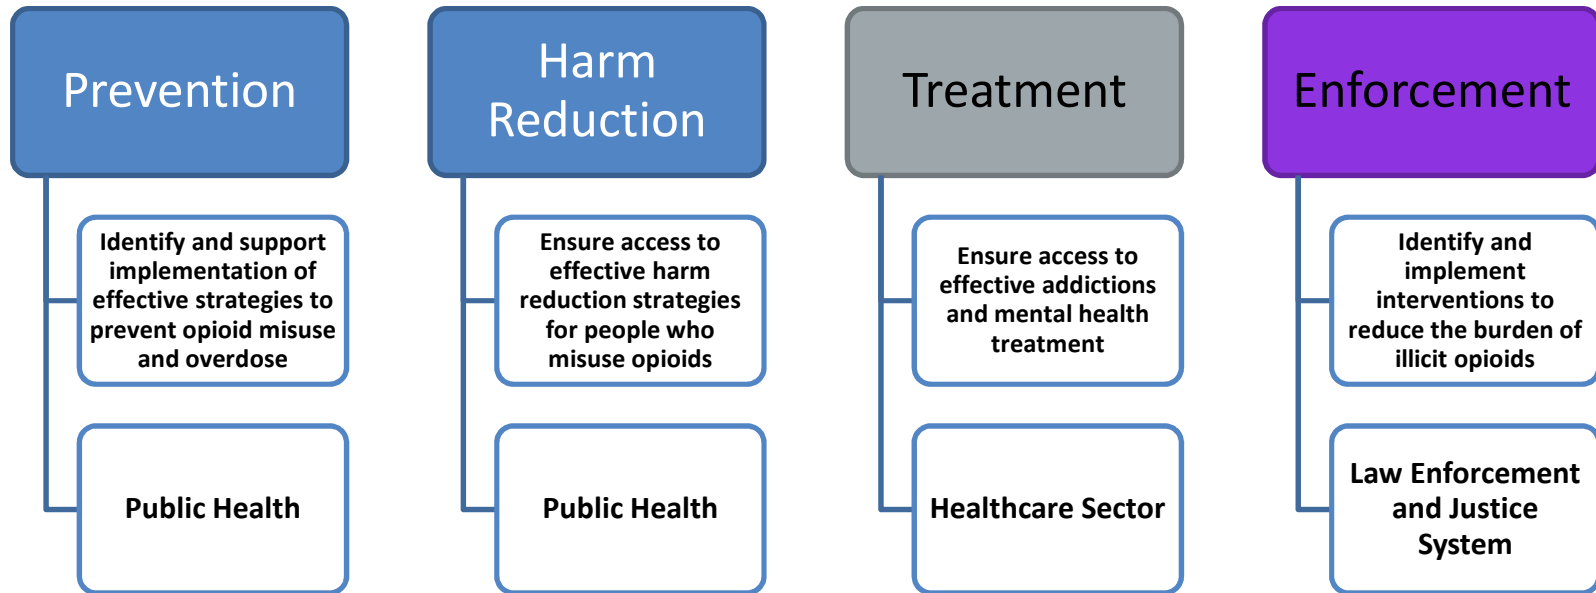 Prevention
Identify and support
implementation of
effective strategies to
prevent opioid misuse
and overdose
Public Health
Harm
Reduction
Ensure access to
effective harm
reduction strategies
for people who
misuse opioids
Public Health
Treatment
Ensure access to
effective addictions
and mental health
treatment
Healthcare Sector
Enforcement
Identify and
implement
interventions to
reduce the burden of
illicit opioids
Law Enforcement
and Justice
System